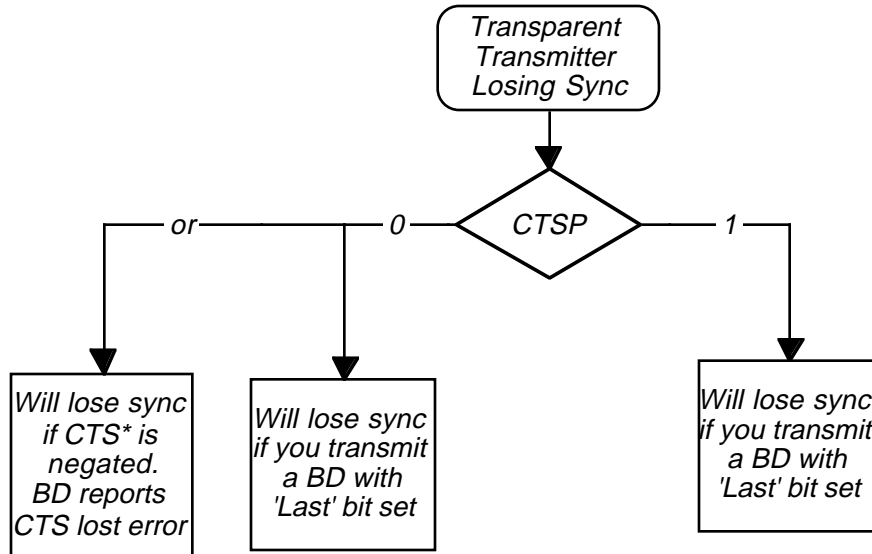 Transparent
Transmitter
Losing Sync
or
0
CTSP
1
Will lose sync
if CTS* is
negated.
BD reports
CTS lost error
Will lose sync
if you transmit
a BD with
'Last' bit set
Will lose sync
if you transmit
a BD with
'Last' bit set